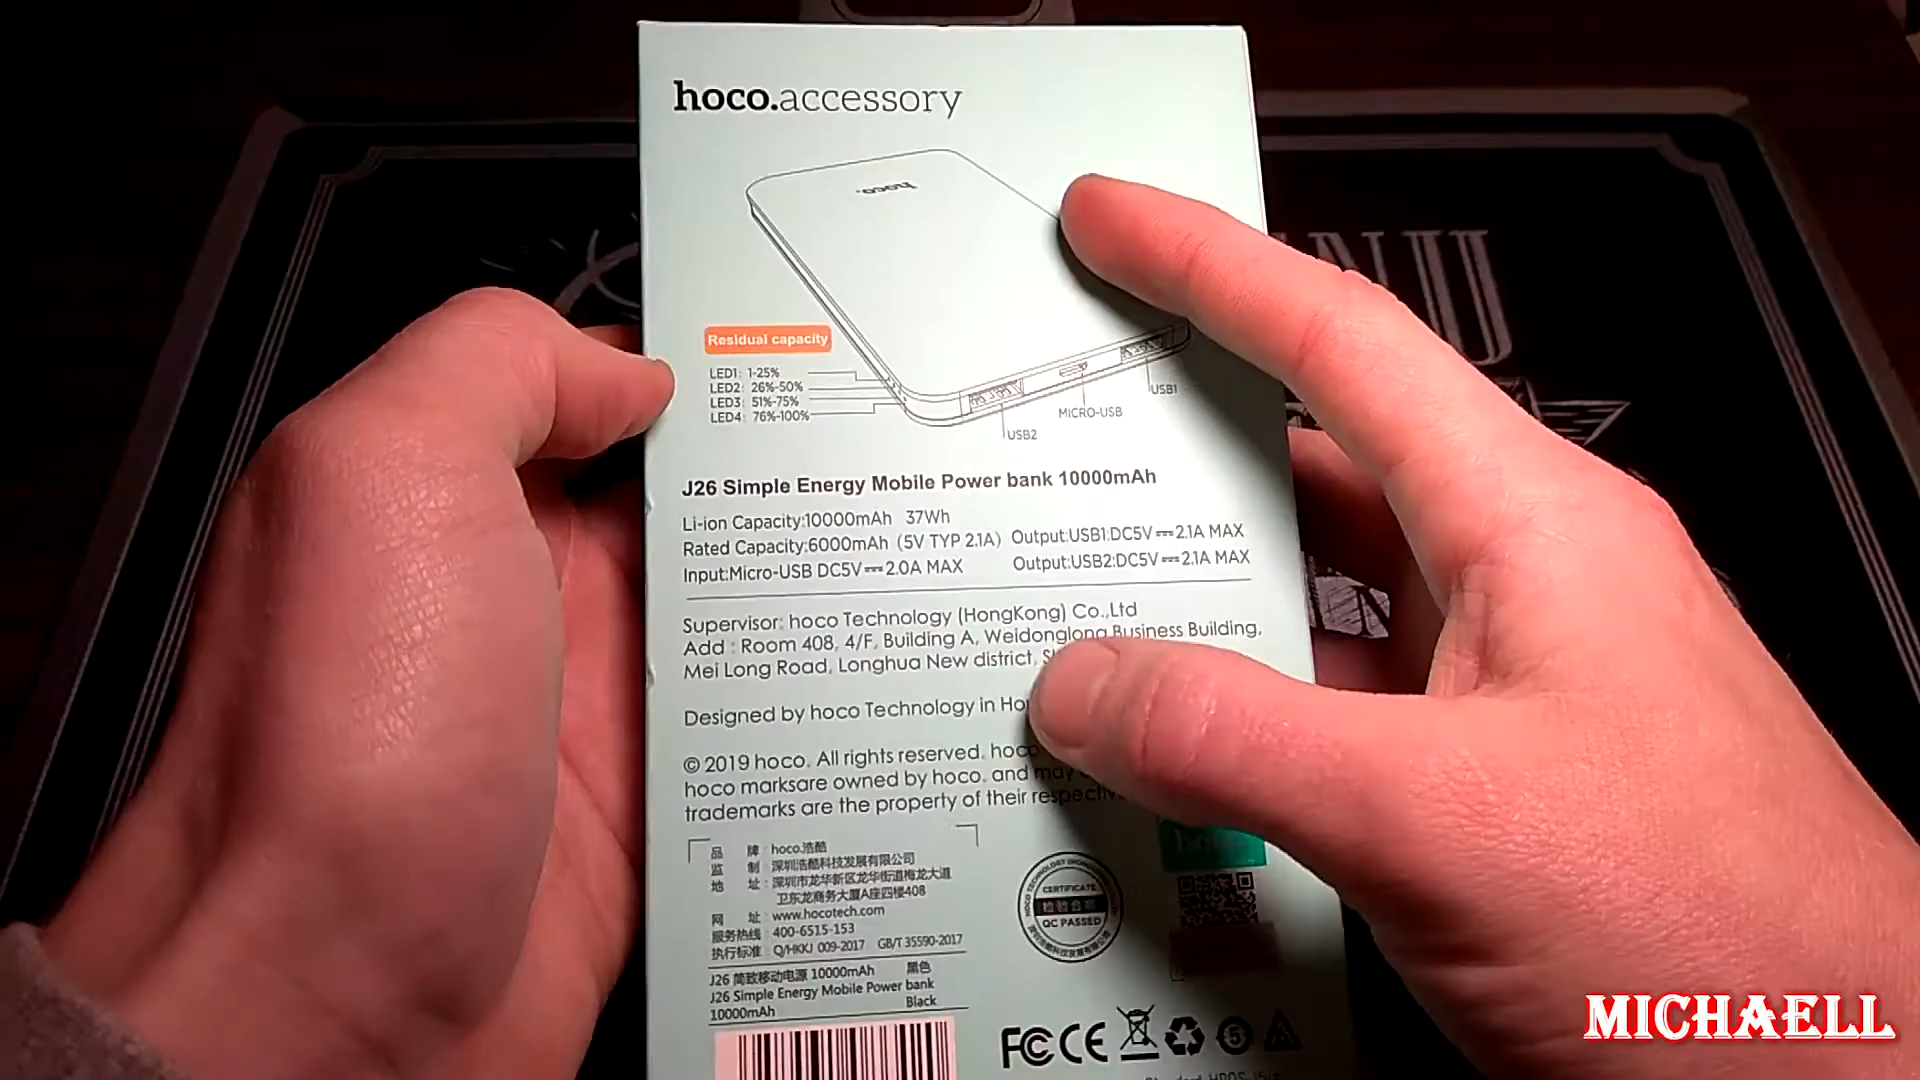 hoco.accessory
hoco.
Residual capacity
LED1: 1-25%
LED2: 26%-50%
LED3: 51%-75%
LED4: 76%-100%
USB1
MICRO-USB
USB2
J26 Simple Energy Mobile Power bank 10000mAh
Li-ion Capacity:10000mAh 37Wh
Rated Capacity:6000mAh (5V TYP 2.1A) Output:USB1:DC5V⎓2.1A MAX
Input:Micro-USB DC5V⎓2.0A MAX Output:USB2:DC5V⎓2.1A MAX
Supervisor: hoco Technology (HongKong) Co.,Ltd
Add : Room 408, 4/F, Building A, Weidonglong Business Building,
Mei Long Road, Longhua New district,
Designed by hoco Technology in
© 2019 hoco. All rights reserved. hoco
hoco marksare owned by hoco. and may
trademarks are the property of their respective
品 牌 : hoco.浩酷
监 制 : 深圳浩酷科技发展有限公司
地 址 : 深圳市龙华新区龙华街道梅龙大道
卫东龙商务大厦A座四楼408
网 址 : www.hocotech.com
服务热线 : 400-6515-153
执行标准 : Q/HKKJ 009-2017 GB/T 35590-2017
J26 简致移动电源 10000mAh 黑色
J26 Simple Energy Mobile Power bank
10000mAh Black
CERTIFICATE
检验合格
QC PASSED
FC CE
5
MICHAELL